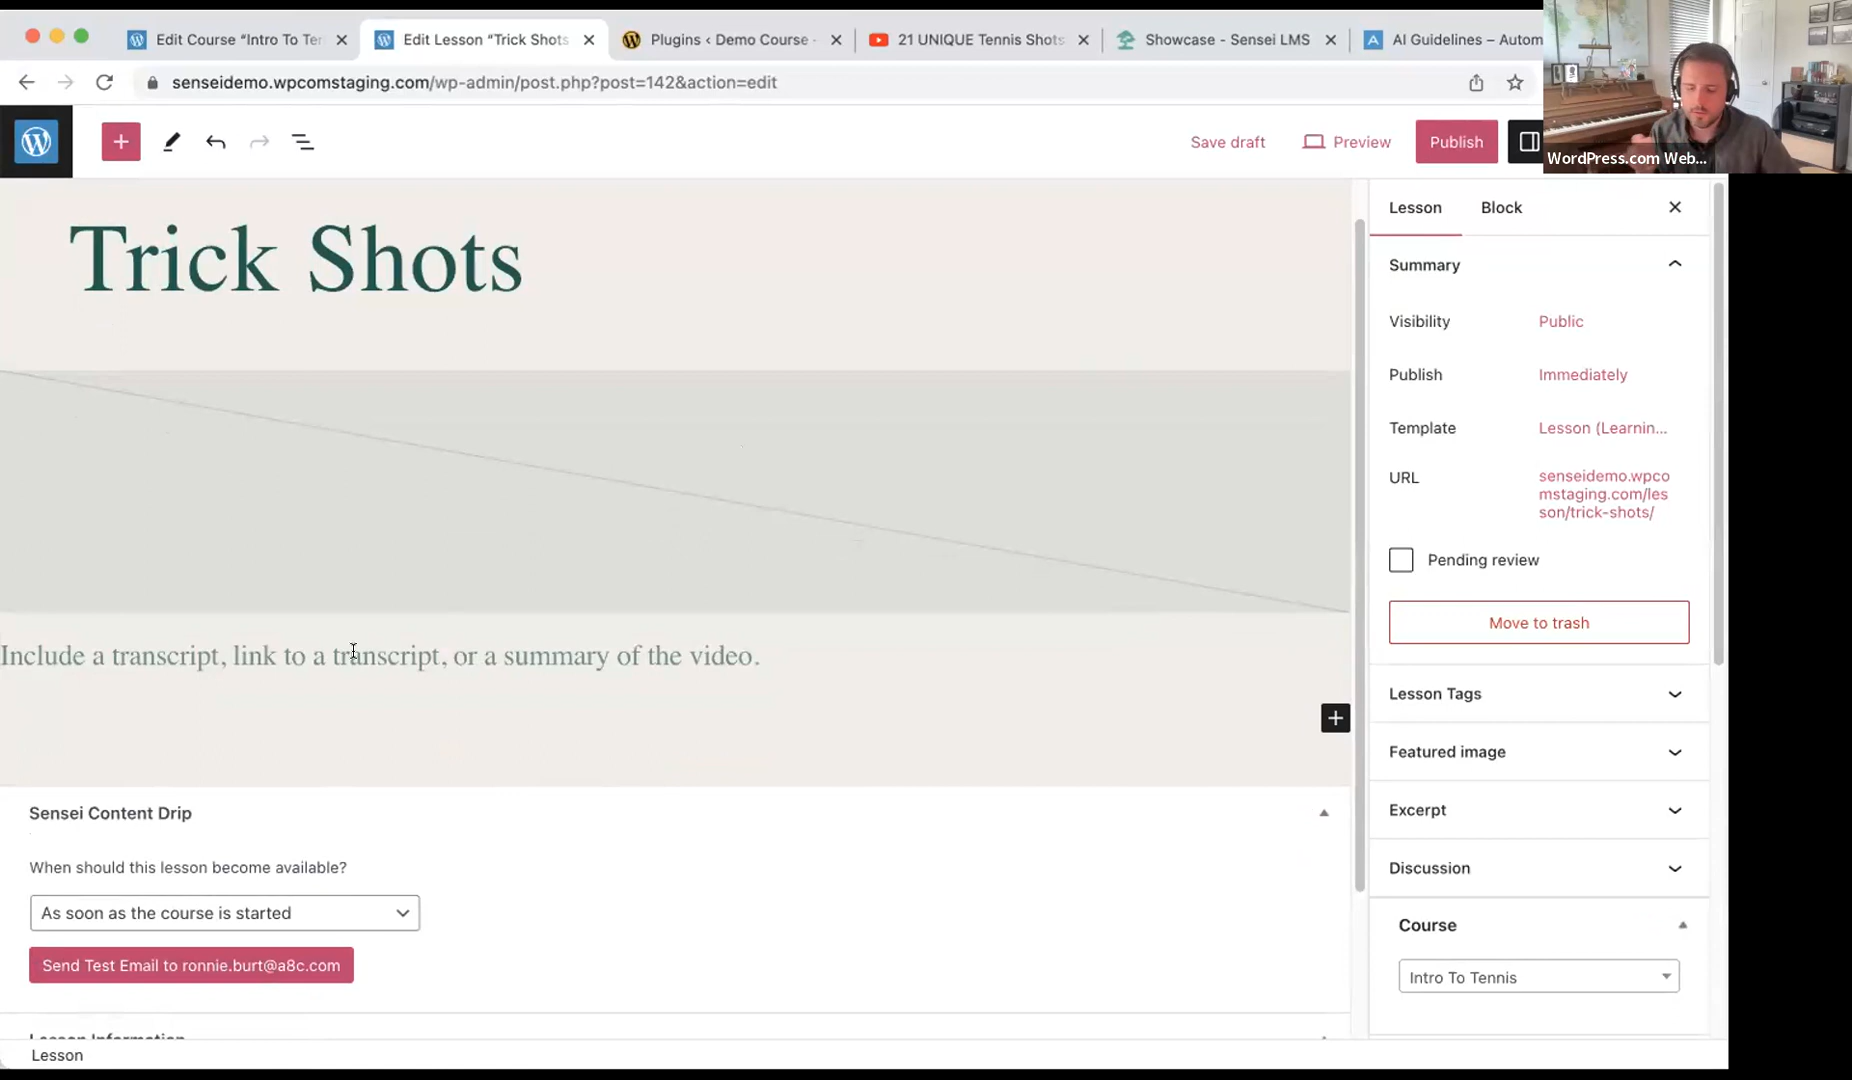 Edit Course “Intro To Ter
Edit Lesson “Trick Shots
Plugins ‹ Demo Course -
21 UNIQUE Tennis Shots
Showcase - Sensei LMS
AI Guidelines – Autom
senseidemo.wpcomstaging.com/wp-admin/post.php?post=142&action=edit
WordPress.com Web...
Save draft
Preview
Publish
Trick Shots
Include a transcript, link to a transcript, or a summary of the video.
Sensei Content Drip
When should this lesson become available?
As soon as the course is started
Send Test Email to ronnie.burt@a8c.com
Lesson Information
Lesson
Lesson
Block
Summary
Visibility
Public
Publish
Immediately
Template
Lesson (Learnin...
URL
senseidemo.wpco
mstaging.com/les
son/trick-shots/
Pending review
Move to trash
Lesson Tags
Featured image
Excerpt
Discussion
Course
Intro To Tennis